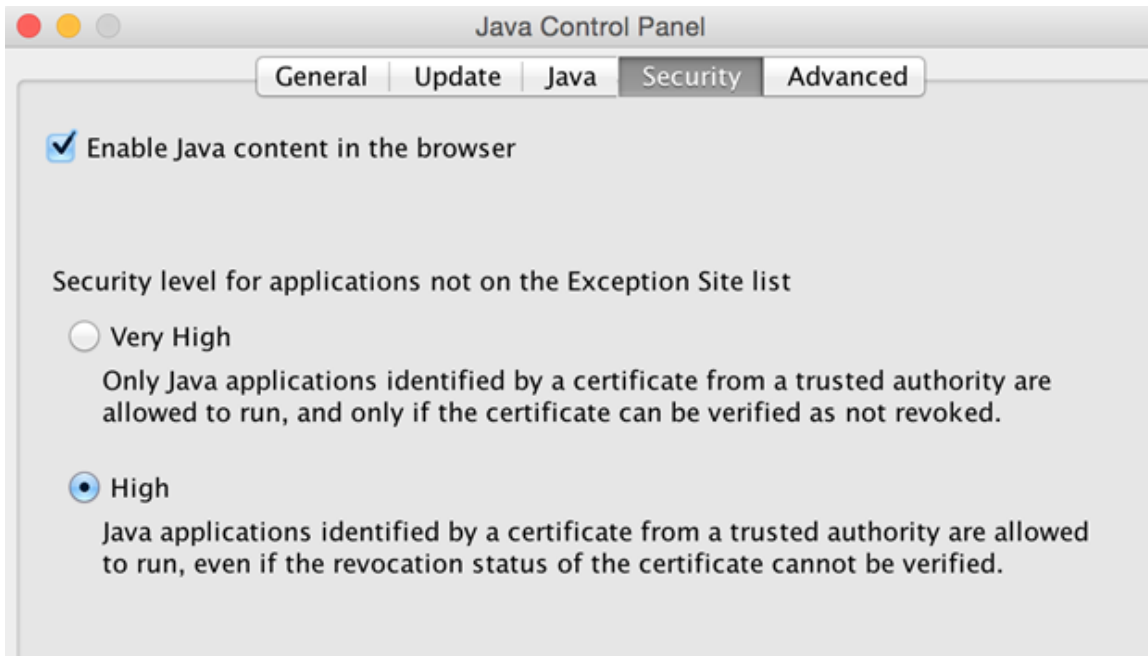 Java Control Panel
General Update Java Security Advanced
Enable Java content in the browser
Security level for applications not on the Exception Site list
Very High
Only Java applications identified by a certificate from a trusted authority are
allowed to run, and only if the certificate can be verified as not revoked.
High
Java applications identified by a certificate from a trusted authority are allowed
to run, even if the revocation status of the certificate cannot be verified.